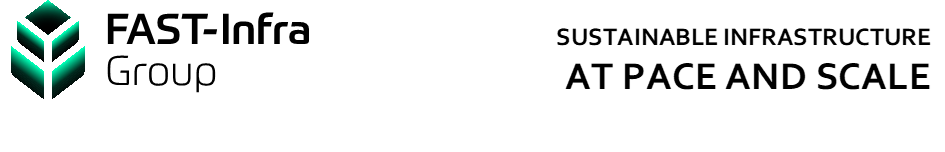 FAST-Infra
Group
SUSTAINABLE INFRASTRUCTURE
AT PACE AND SCALE